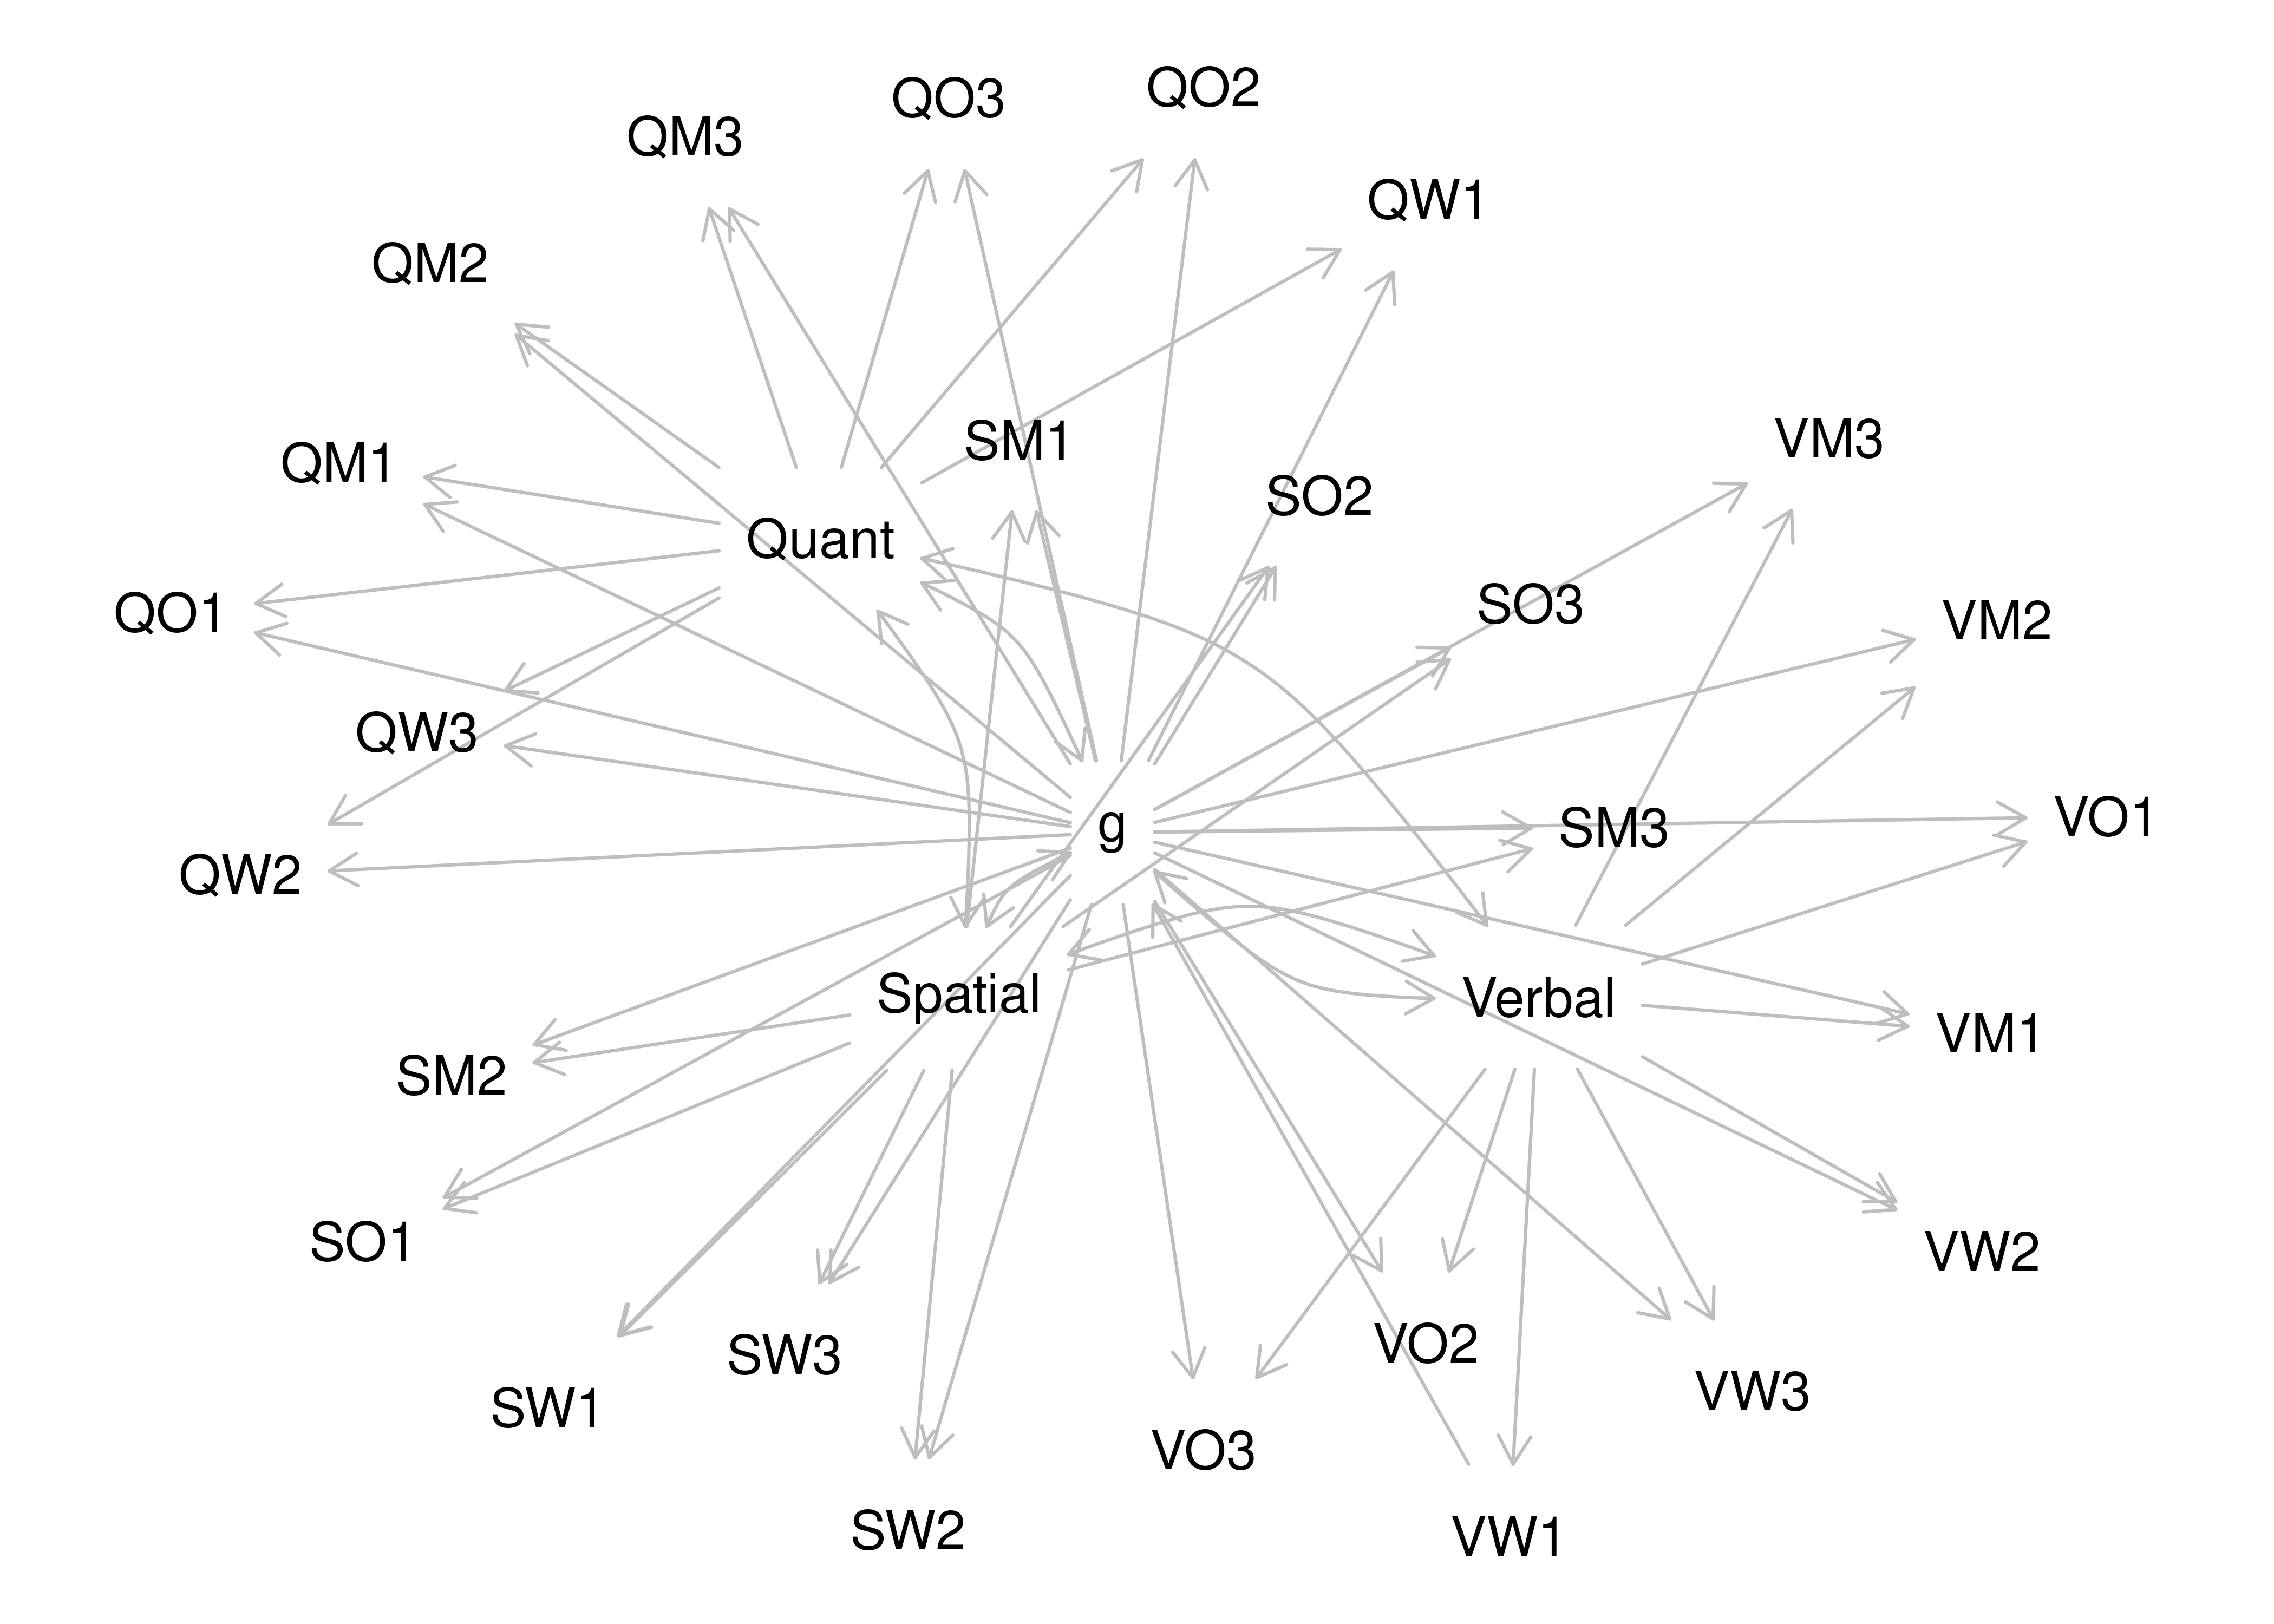 QO2
QO3
QM3
QW1
QM2
SM1
VM3
QM1
SO2
Quant
SO3
QO1
VM2
QW3
VO1
g
SM3
QW2
Spatial
Verbal
VM1
SM2
SO1
VW2
VO2
SW3
VW3
SW1
VO3
SW2
VW1